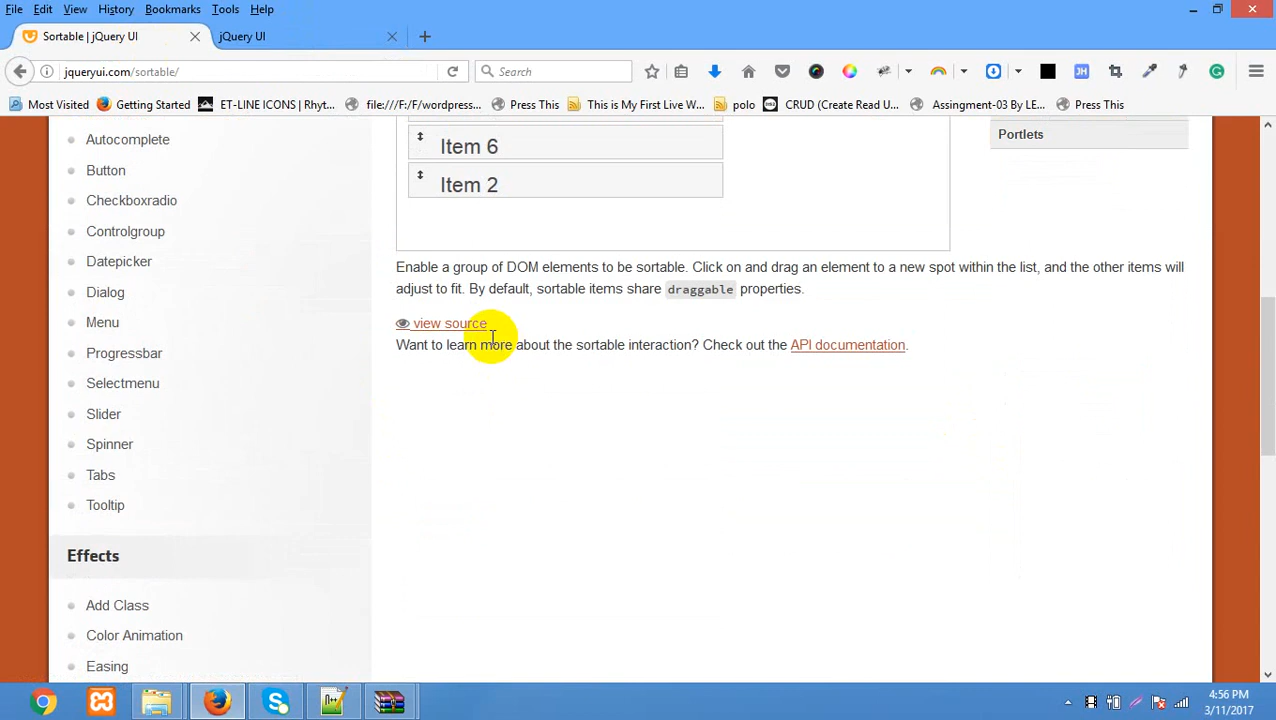 File Edit View History Bookmarks Tools Help
Sortable | jQuery UI
jQuery UI
jqueryui.com/sortable/
Search
Most Visited
Getting Started
ET-LINE ICONS | Rhyt...
file:///F:/F/wordpress...
Press This
This is My First Live W...
polo
CRUD (Create Read U...
Assingment-03 By LE...
Press This
Autocomplete
Button
Checkboxradio
Controlgroup
Datepicker
Dialog
Menu
Progressbar
Selectmenu
Slider
Spinner
Tabs
Tooltip
Effects
Add Class
Color Animation
Easing
Item 6
Item 2
Portlets
Enable a group of DOM elements to be sortable. Click on and drag an element to a new spot within the list, and the other items will
adjust to fit. By default, sortable items share draggable properties.
view source
Want to learn more about the sortable interaction? Check out the API documentation.
4:56 PM
3/11/2017